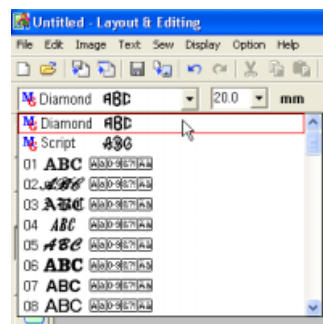 Untitled - Layout & Editing
File Edit Image Text Sew Display Option Help
Diamond ABC 20.0 mm
Diamond ABC
Script ABC
01 ABC
02 ABC
03 ABC
04 ABC
05 ABC
06 ABC
07 ABC
08 ABC